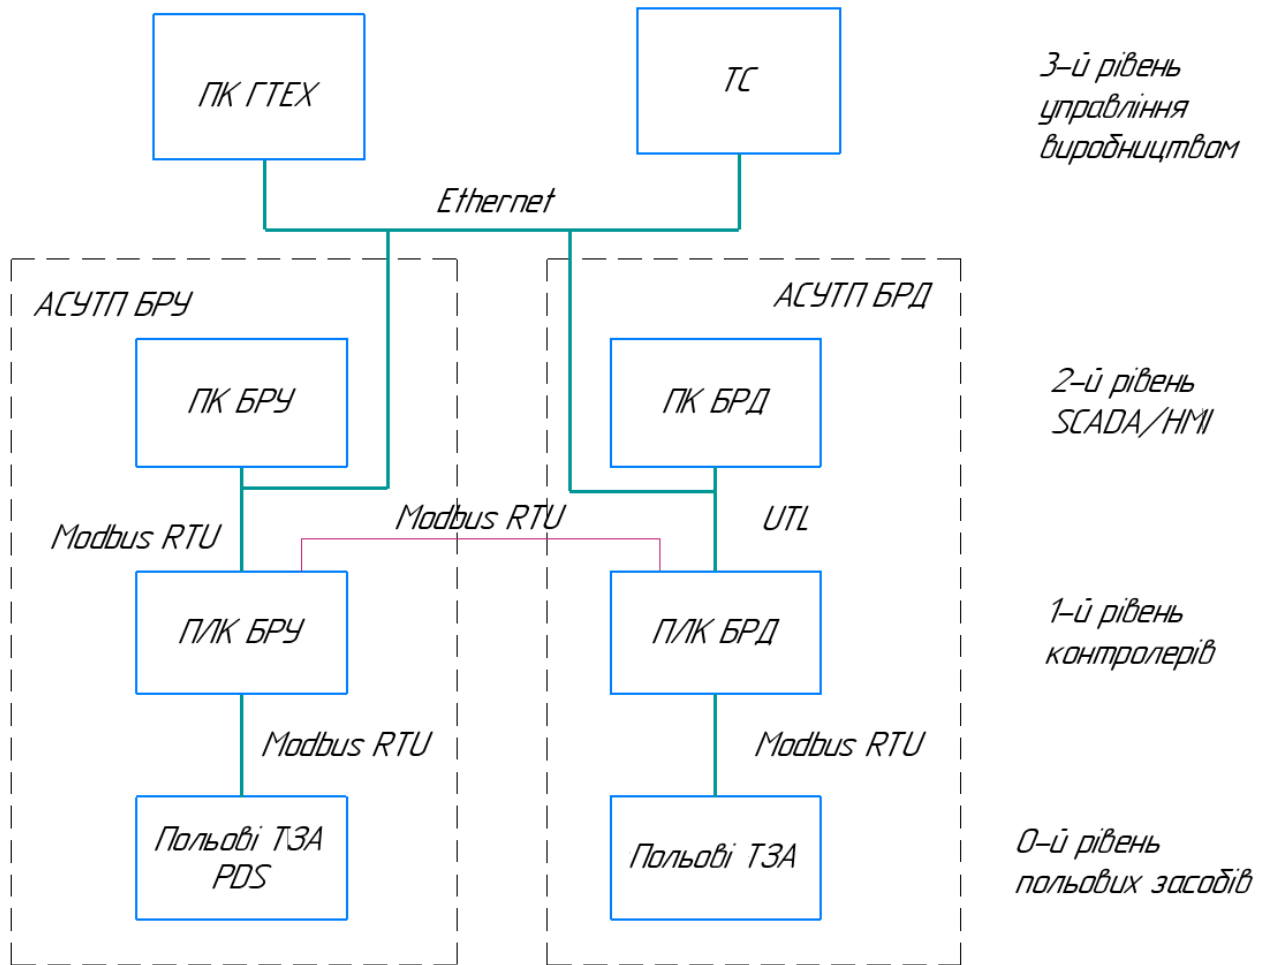 ПК ГТЕХ
ТС
3-й рівень
управління
виробництвом
Ethernet
АСУТП БРУ
АСУТП БРД
ПК БРУ
ПК БРД
2-й рівень
SCADA/HMI
Modbus RTU
Modbus RTU
UTL
ПЛК БРУ
ПЛК БРД
1-й рівень
контролерів
Modbus RTU
Modbus RTU
Польові ТЗА
PDS
Польові ТЗА
0-й рівень
польових засобів